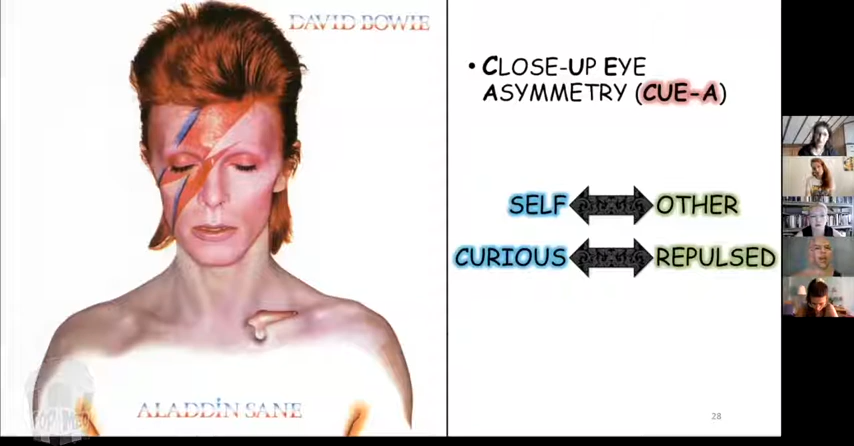 DAVID BOWIE
ALADDIN SANE
• CLOSE-UP EYE
ASYMMETRY (CUE-A)
SELF OTHER
CURIOUS REPULSED
28